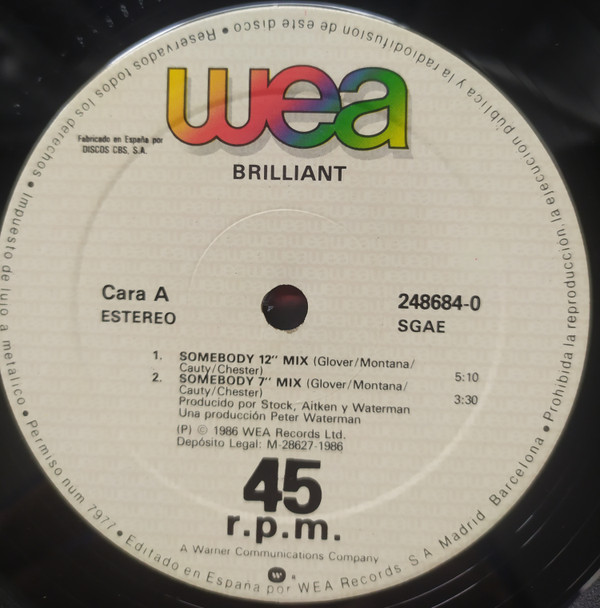 wea
Fabricado en España por
DISCOS CBS, S.A.
BRILLIANT
Cara A
ESTEREO
248684-0
SGAE
1. SOMEBODY 12" MIX (Glover/Montana/
Cauty/Chester) 5:10
2. SOMEBODY 7" MIX (Glover/Montana/
Cauty/Chester) 3:30
Producido por Stock, Aitken y Waterman
Una producción Peter Waterman
(P) © 1986 WEA Records Ltd.
Depósito Legal: M-28627-1986
45
r.p.m.
A Warner Communications Company
Impuesto de lujo a metalico • Permiso núm 7977 • Editado en España por WEA Records S.A Madrid Barcelona • Prohibida la reproducción, la ejecucion pública y la radiodifusion de este disco • Reservados todos los derechos •